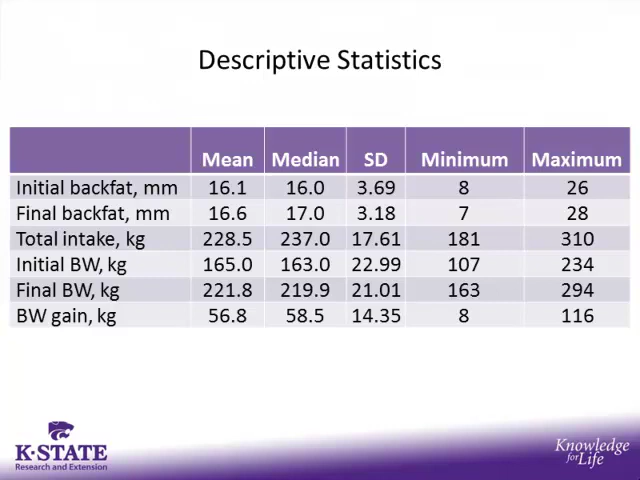 Descriptive Statistics
Mean Median SD Minimum Maximum
Initial backfat, mm 16.1 16.0 3.69 8 26
Final backfat, mm 16.6 17.0 3.18 7 28
Total intake, kg 228.5 237.0 17.61 181 310
Initial BW, kg 165.0 163.0 22.99 107 234
Final BW, kg 221.8 219.9 21.01 163 294
BW gain, kg 56.8 58.5 14.35 8 116
K-STATE
Research and Extension
Knowledge
for Life